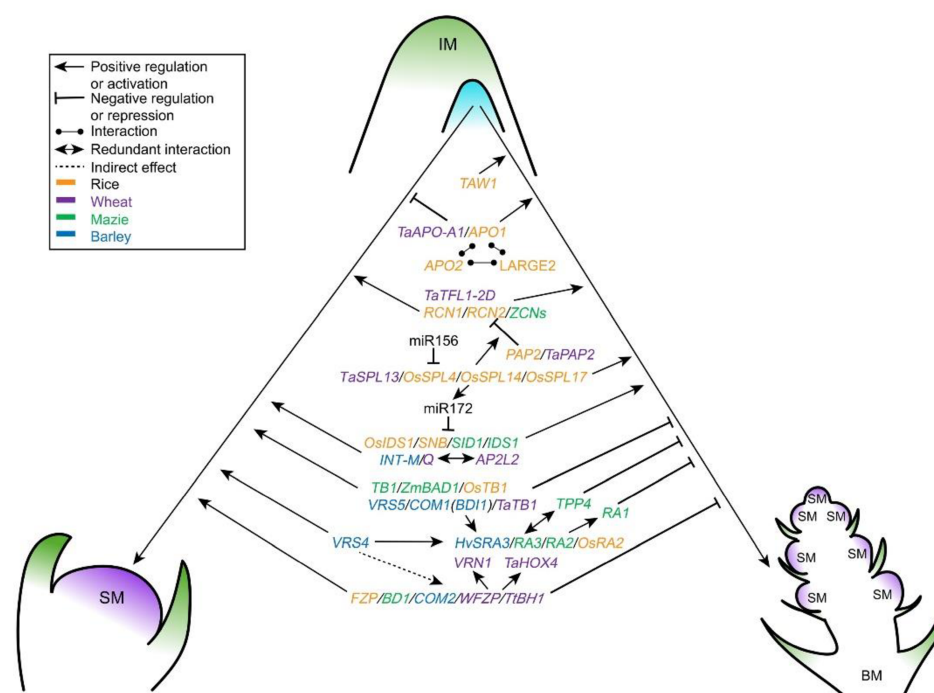 IM
Positive regulation
or activation
Negative regulation
or repression
Interaction
Redundant interaction
Indirect effect
Rice
Wheat
Mazie
Barley
TAW1
TaAPO-A1/APO1
APO2 LARGE2
TaTFL1-2D
RCN1/RCN2/ZCNs
miR156
PAP2/TaPAP2
TaSPL13/OsSPL4/OsSPL14/OsSPL17
miR172
OsIDS1/SNB/SID1/IDS1
INT-M/Q AP2L2
TB1/ZmBAD1/OsTB1
VRS5/COM1(BDI1)/TaTB1
TPP4
RA1
VRS4 HvSRA3/RA3/RA2/OsRA2
VRN1 TaHOX4
FZP/BD1/COM2/WFZP/TtBH1
SM
SM
SM SM
SM SM
SM SM
BM